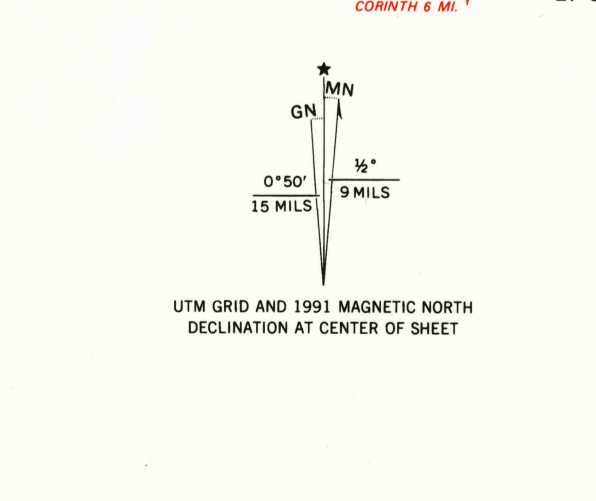 CORINTH 6 MI.
★
MN
GN
½°
0°50'
9 MILS
15 MILS
UTM GRID AND 1991 MAGNETIC NORTH
DECLINATION AT CENTER OF SHEET